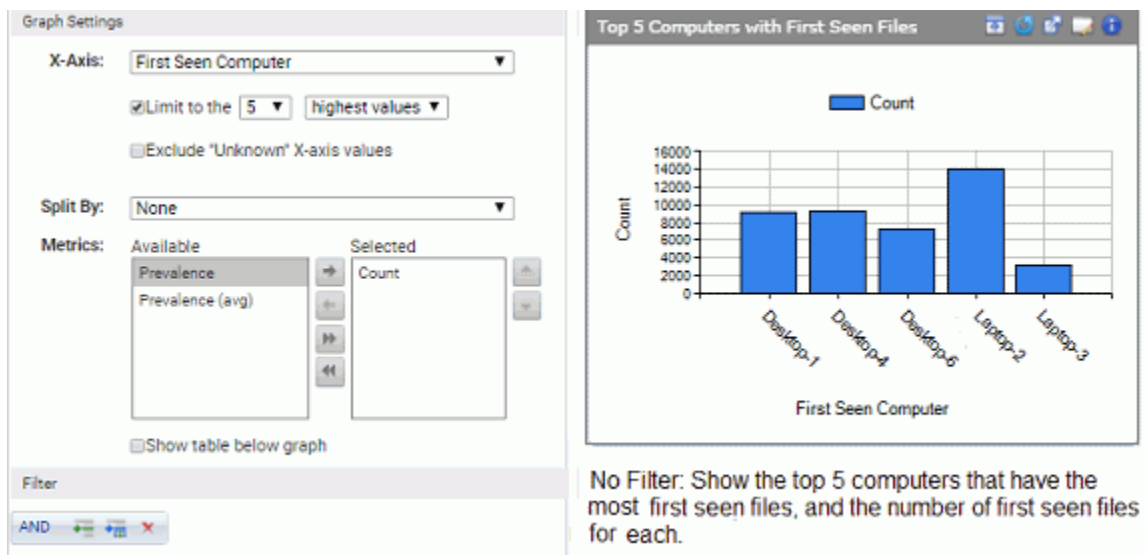 Graph Settings
X-Axis: First Seen Computer
Limit to the 5 highest values
Exclude "Unknown" X-axis values
Split By: None
Metrics: Available Selected
Prevalence Count
Prevalence (avg)
Show table below graph
Filter
AND
Top 5 Computers with First Seen Files
Count
16000
14000
12000
10000
8000
6000
4000
2000
0
Count
Desktop-1 Desktop-4 Desktop-6 Laptop-2 Laptop-3
First Seen Computer
No Filter: Show the top 5 computers that have the
most first seen files, and the number of first seen files
for each.